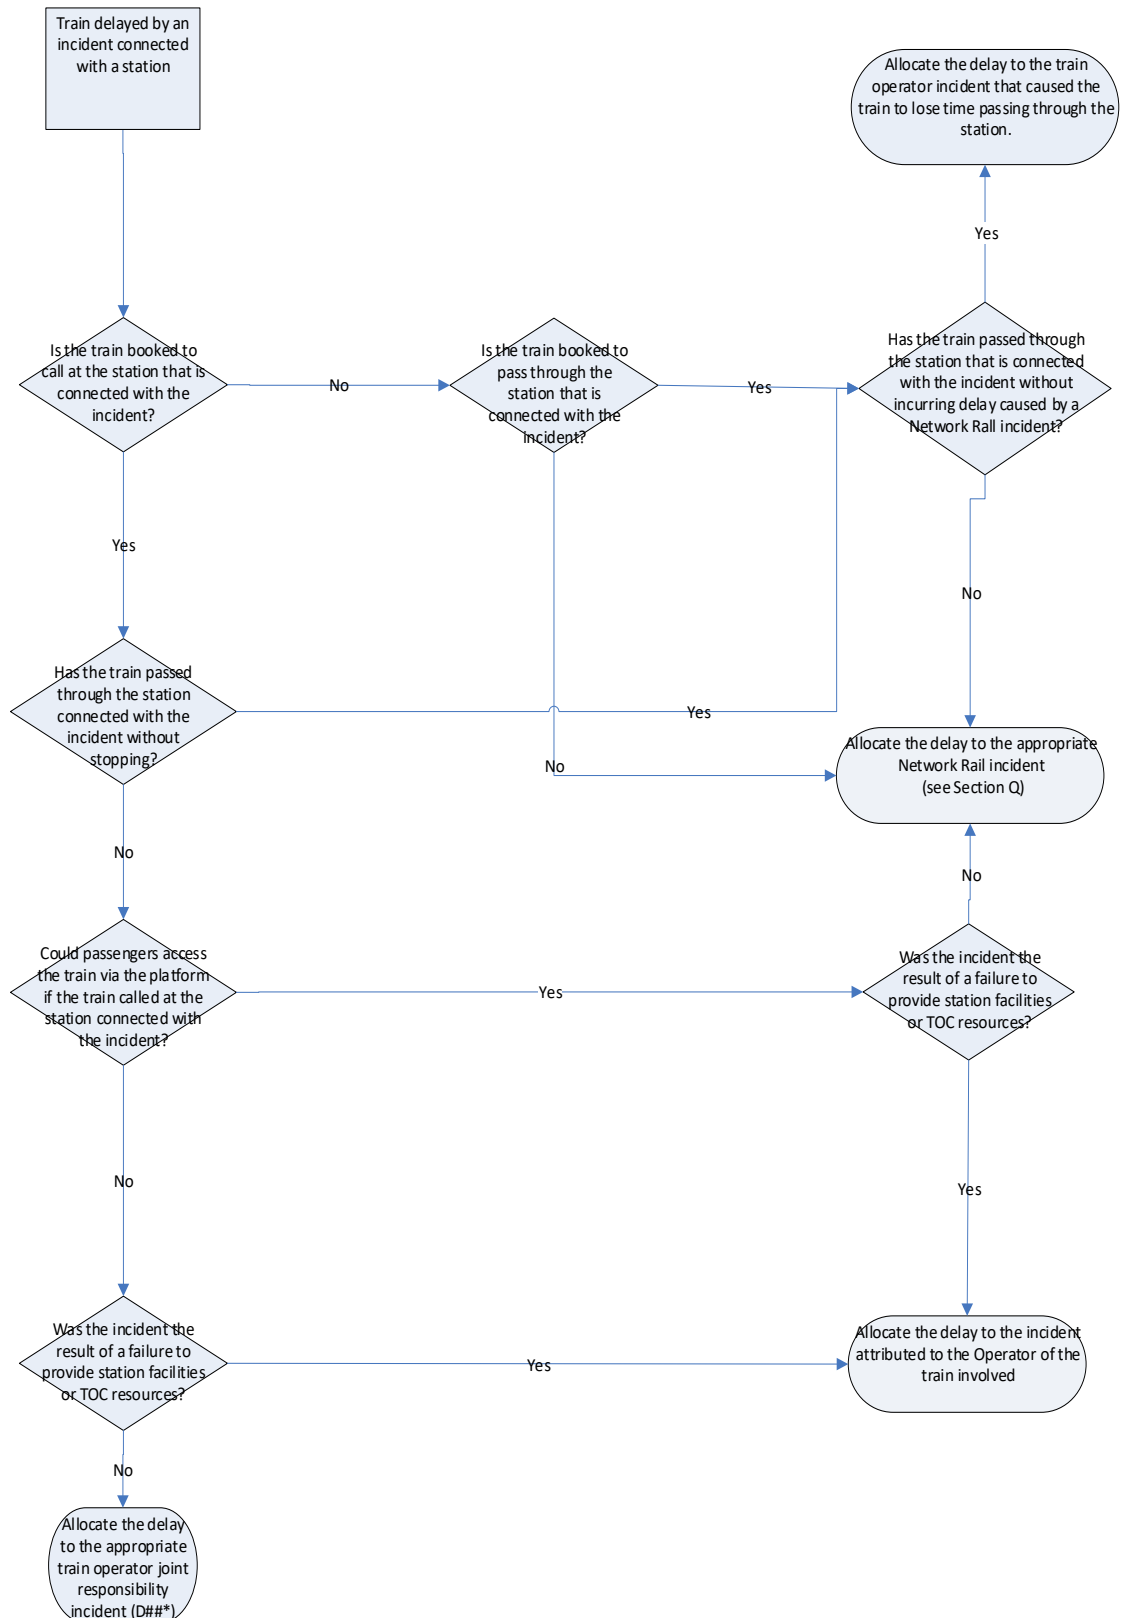 Train delayed by an
incident connected
with a station
Allocate the delay to the train
operator incident that caused the
train to lose time passing through the
station.
Yes
Is the train booked to
call at the station that is
connected with the
incident?
No
Is the train booked to
pass through the
station that is
connected with the
incident?
Yes
Has the train passed through
the station that is connected
with the incident without
incurring delay caused by a
Network Rall incident?
Yes
No
Has the train passed
through the station
connected with the
incident without
stopping?
Yes
No
Allocate the delay to the appropriate
Network Rail incident
(see Section Q)
No
No
Could passengers access
the train via the platform
if the train called at the
station connected with
the incident?
Yes
Was the incident the
result of a failure to
provide station facilities
or TOC resources?
No
Yes
Was the incident the
result of a failure to
provide station facilities
or TOC resources?
Yes
Allocate the delay to the incident
attributed to the Operator of the
train involved
No
Allocate the delay
to the appropriate
train operator joint
responsibility
incident (D##*)